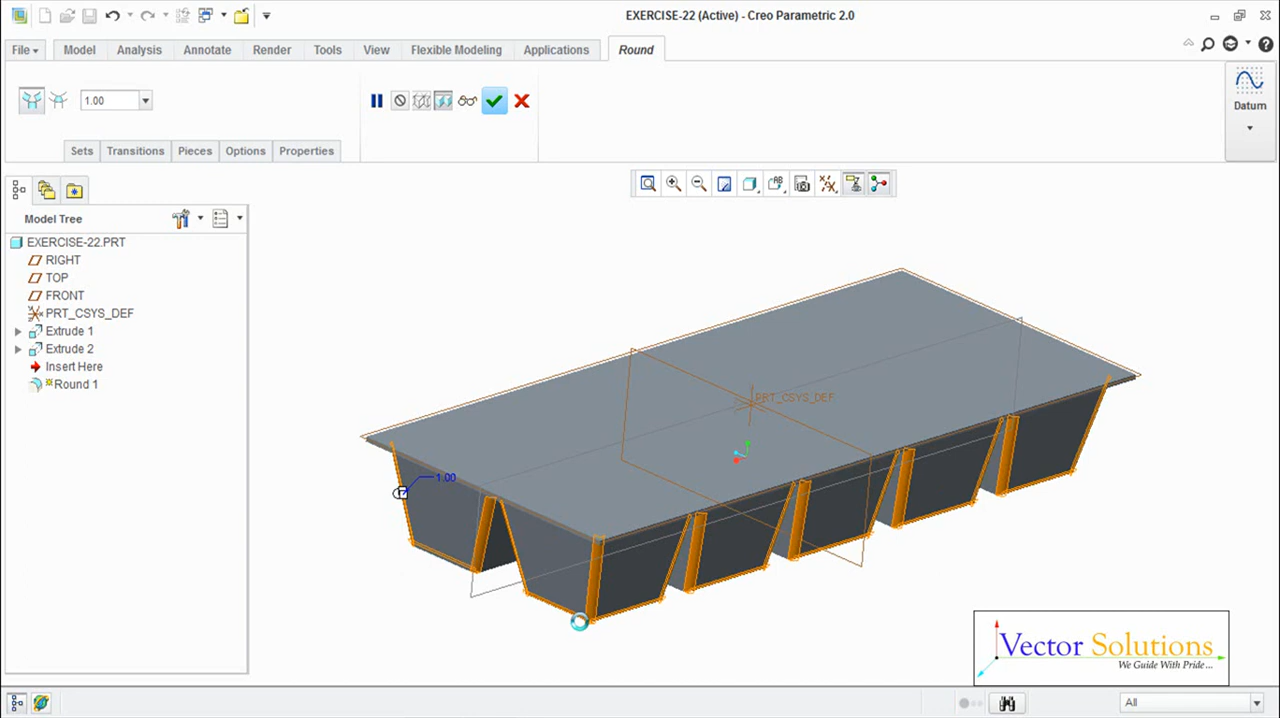 EXERCISE-22 (Active) - Creo Parametric 2.0
File Model Analysis Annotate Render Tools View Flexible Modeling Applications Round
1.00
Datum
Sets Transitions Pieces Options Properties
Model Tree
EXERCISE-22.PRT
RIGHT
TOP
FRONT
PRT_CSYS_DEF
Extrude 1
Extrude 2
Insert Here
Round 1
PRT_CSYS_DEF
1.00
Vector Solutions
We Guide With Pride...
All